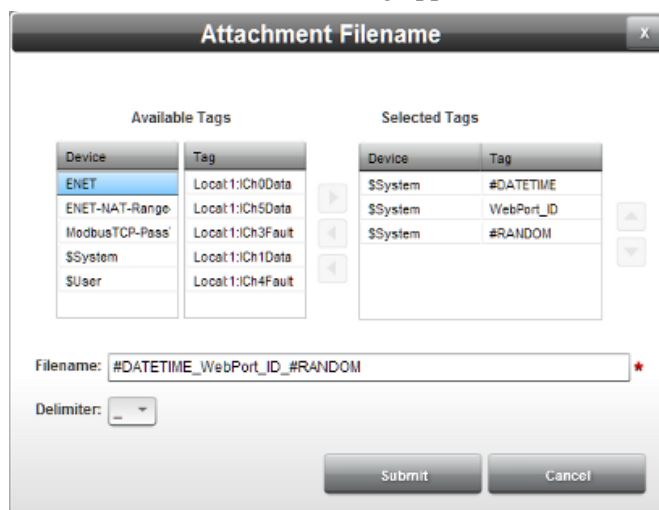 Attachment Filename
x
Available Tags
Selected Tags
Device Tag
Device Tag
ENET Local:1:ICh0Data
$System #DATETIME
ENET-NAT-Range- Local:1:ICh5Data
$System WebPort_ID
ModbusTCP-Pass Local:1:ICh3Fault
$System #RANDOM
$System Local:1:ICh1Data
$User Local:1:ICh4Fault
Filename: #DATETIME_WebPort_ID_#RANDOM *
Delimiter: _
Submit
Cancel